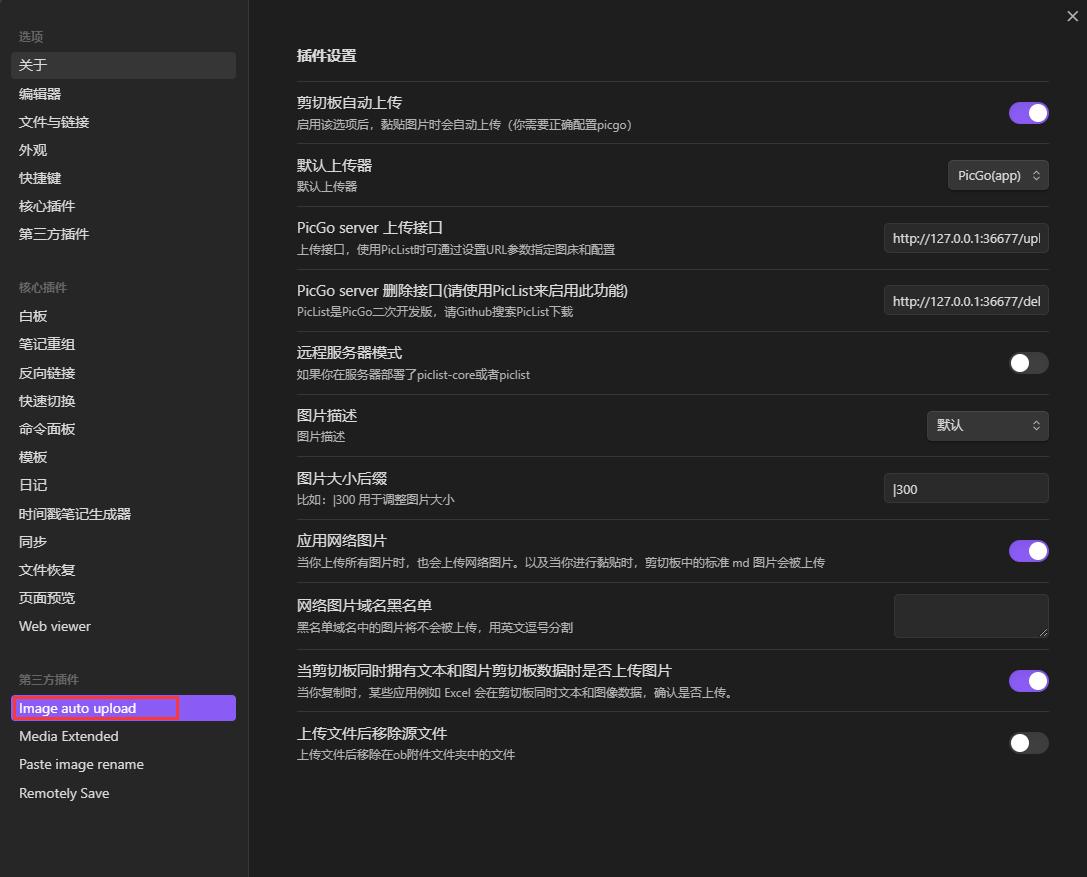 选项
关于
编辑器
文件与链接
外观
快捷键
核心插件
第三方插件
核心插件
白板
笔记重组
反向链接
快速切换
命令面板
模板
日记
时间戳笔记生成器
同步
文件恢复
页面预览
Web viewer
第三方插件
Image auto upload
Media Extended
Paste image rename
Remotely Save
插件设置
剪切板自动上传
启用该选项后，黏贴图片时会自动上传（你需要正确配置picgo）
默认上传器
默认上传器
PicGo(app)
PicGo server 上传接口
上传接口，使用PicList时可通过设置URL参数指定图床和配置
http://127.0.0.1:36677/upl
PicGo server 删除接口(请使用PicList来启用此功能)
PicList是PicGo二次开发版，请Github搜索PicList下载
http://127.0.0.1:36677/del
远程服务器模式
如果你在服务器部署了piclist-core或者piclist
图片描述
图片描述
默认
图片大小后缀
比如：|300 用于调整图片大小
|300
应用网络图片
当你上传所有图片时，也会上传网络图片。以及当你进行黏贴时，剪切板中的标准 md 图片会被上传
网络图片域名黑名单
黑名单域名中的图片将不会被上传，用英文逗号分割
当剪切板同时拥有文本和图片剪切板数据时是否上传图片
当你复制时，某些应用例如 Excel 会在剪切板同时文本和图像数据，确认是否上传。
上传文件后移除源文件
上传文件后移除在ob附件文件夹中的文件